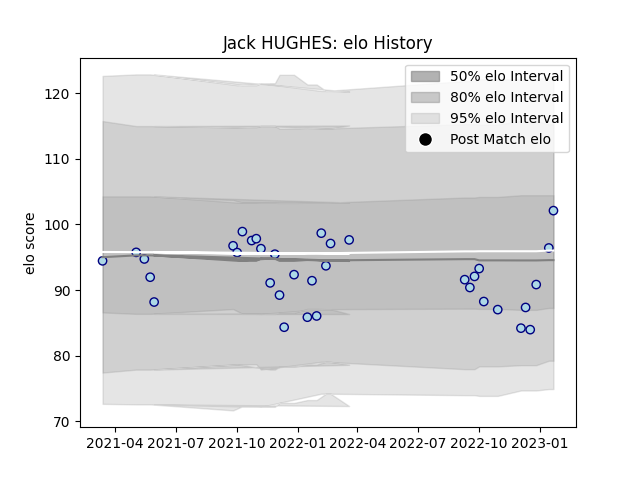 Jack HUGHES: elo History
50% elo Interval
80% elo Interval
95% elo Interval
Post Match elo
elo score
120
110
100
90
80
70
2021-04 2021-07 2021-10 2022-01 2022-04 2022-07 2022-10 2023-01